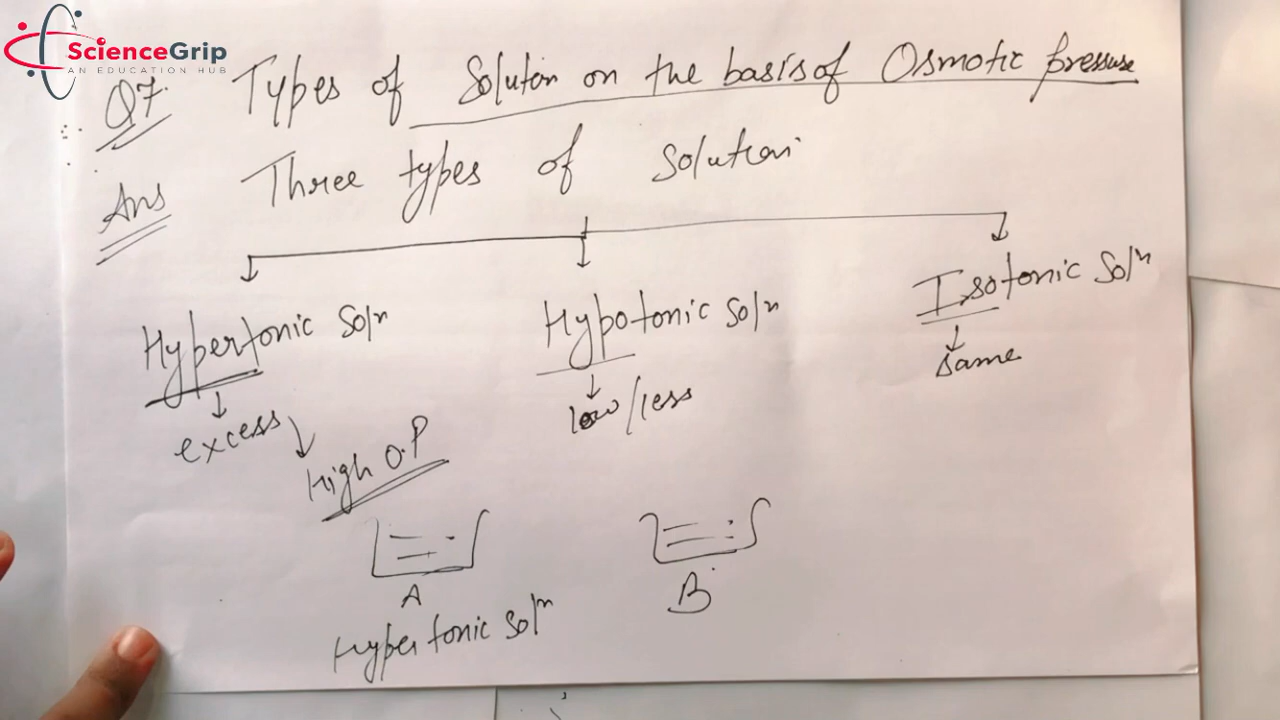 ScienceGrip
AN EDUCATION HUB
Q7. Types of Solution on the basis of Osmotic pressure
Ans Three types of Solution
Hypertonic Solⁿ
Hypotonic Solⁿ
Isotonic Solⁿ
excess
High O.P
low/less
same
A
B
Hypertonic Solⁿ